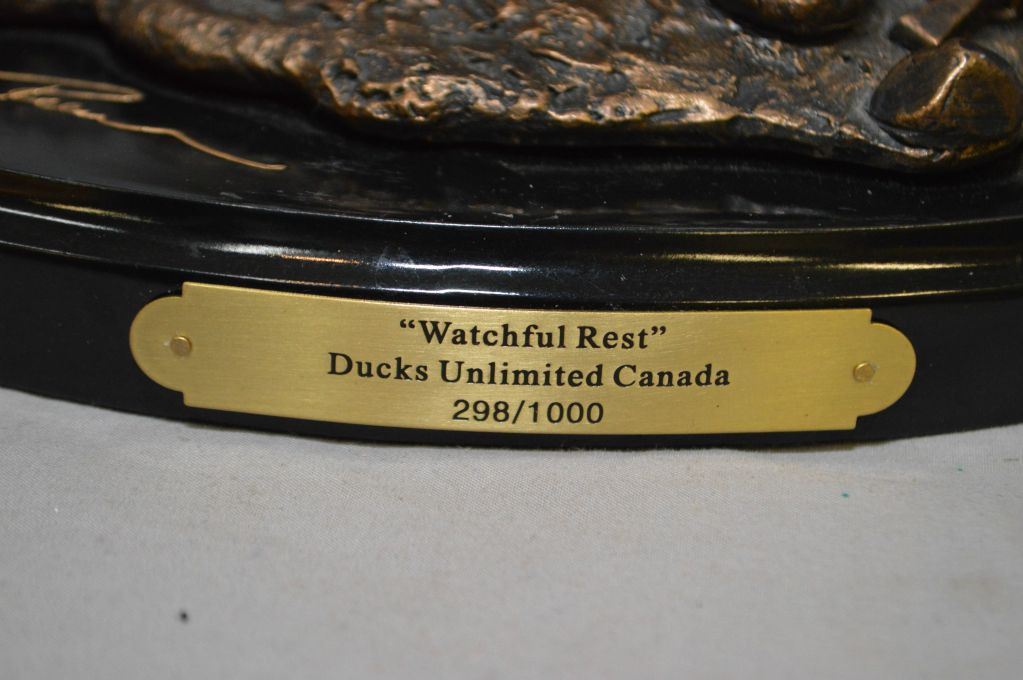 “Watchful Rest”
Ducks Unlimited Canada
298/1000